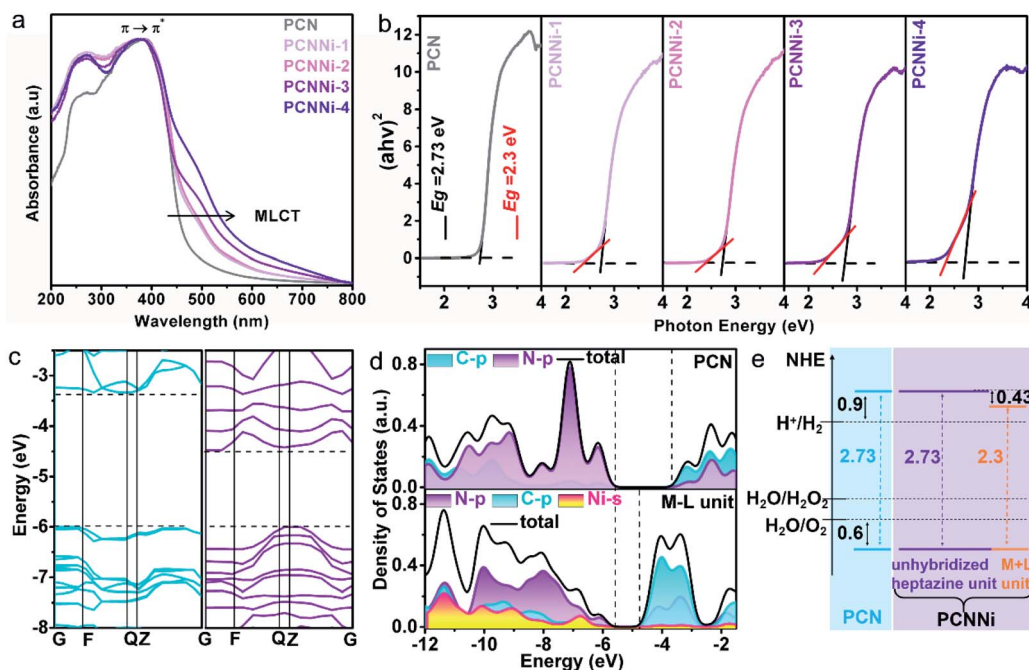 a
π → π*
PCN
PCNNi-1
PCNNi-2
PCNNi-3
PCNNi-4
MLCT
Absorbance (a.u)
200 300 400 500 600 700 800
Wavelength (nm)
b
PCN
PCNNi-1
PCNNi-2
PCNNi-3
PCNNi-4
Eg =2.73 eV
Eg =2.3 eV
(ahv)²
12
10
8
6
4
2
0
2 3 4 2 3 4 2 3 4 2 3 4 2 3 4
Photon Energy (eV)
c
Energy (eV)
-3
-4
-5
-6
-7
-8
G F Q Z G F Q Z G
d
C-p N-p total
PCN
0.8
0.4
0.0
N-p C-p Ni-s
M-L unit
total
0.8
0.4
0.0
Density of States (a.u.)
-12 -10 -8 -6 -4 -2
Energy (eV)
e
NHE
0.9
0.43
H⁺/H₂
2.73
2.73
2.3
H₂O/H₂O₂
H₂O/O₂
0.6
unhybridized
heptazine unit
M+L
unit
PCN
PCNNi